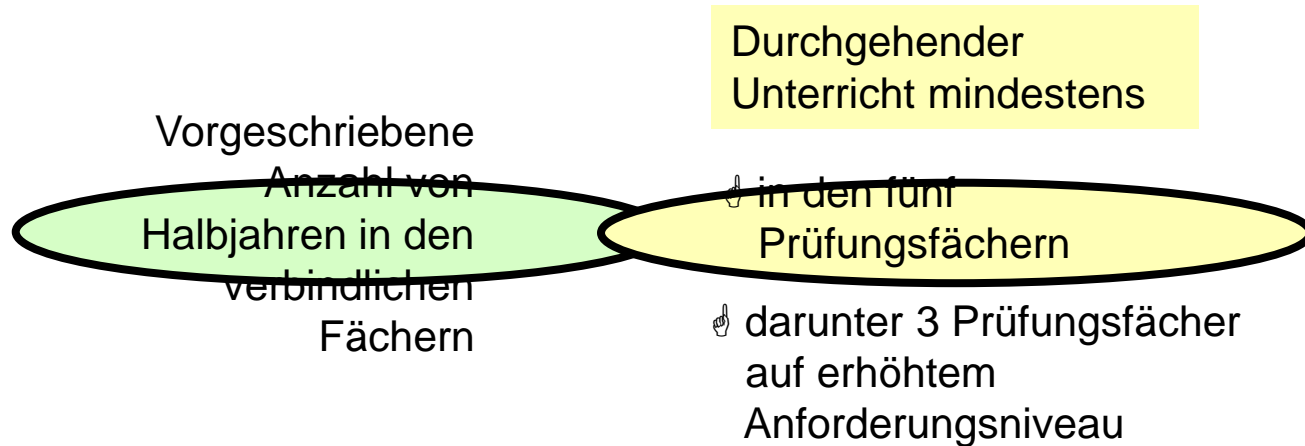 Vorgeschriebene
Anzahl von
Halbjahren in den
verbindlichen
Fächern
Durchgehender
Unterricht mindestens
☝ in den fünf
Prüfungsfächern
☝ darunter 3 Prüfungsfächer
auf erhöhtem
Anforderungsniveau